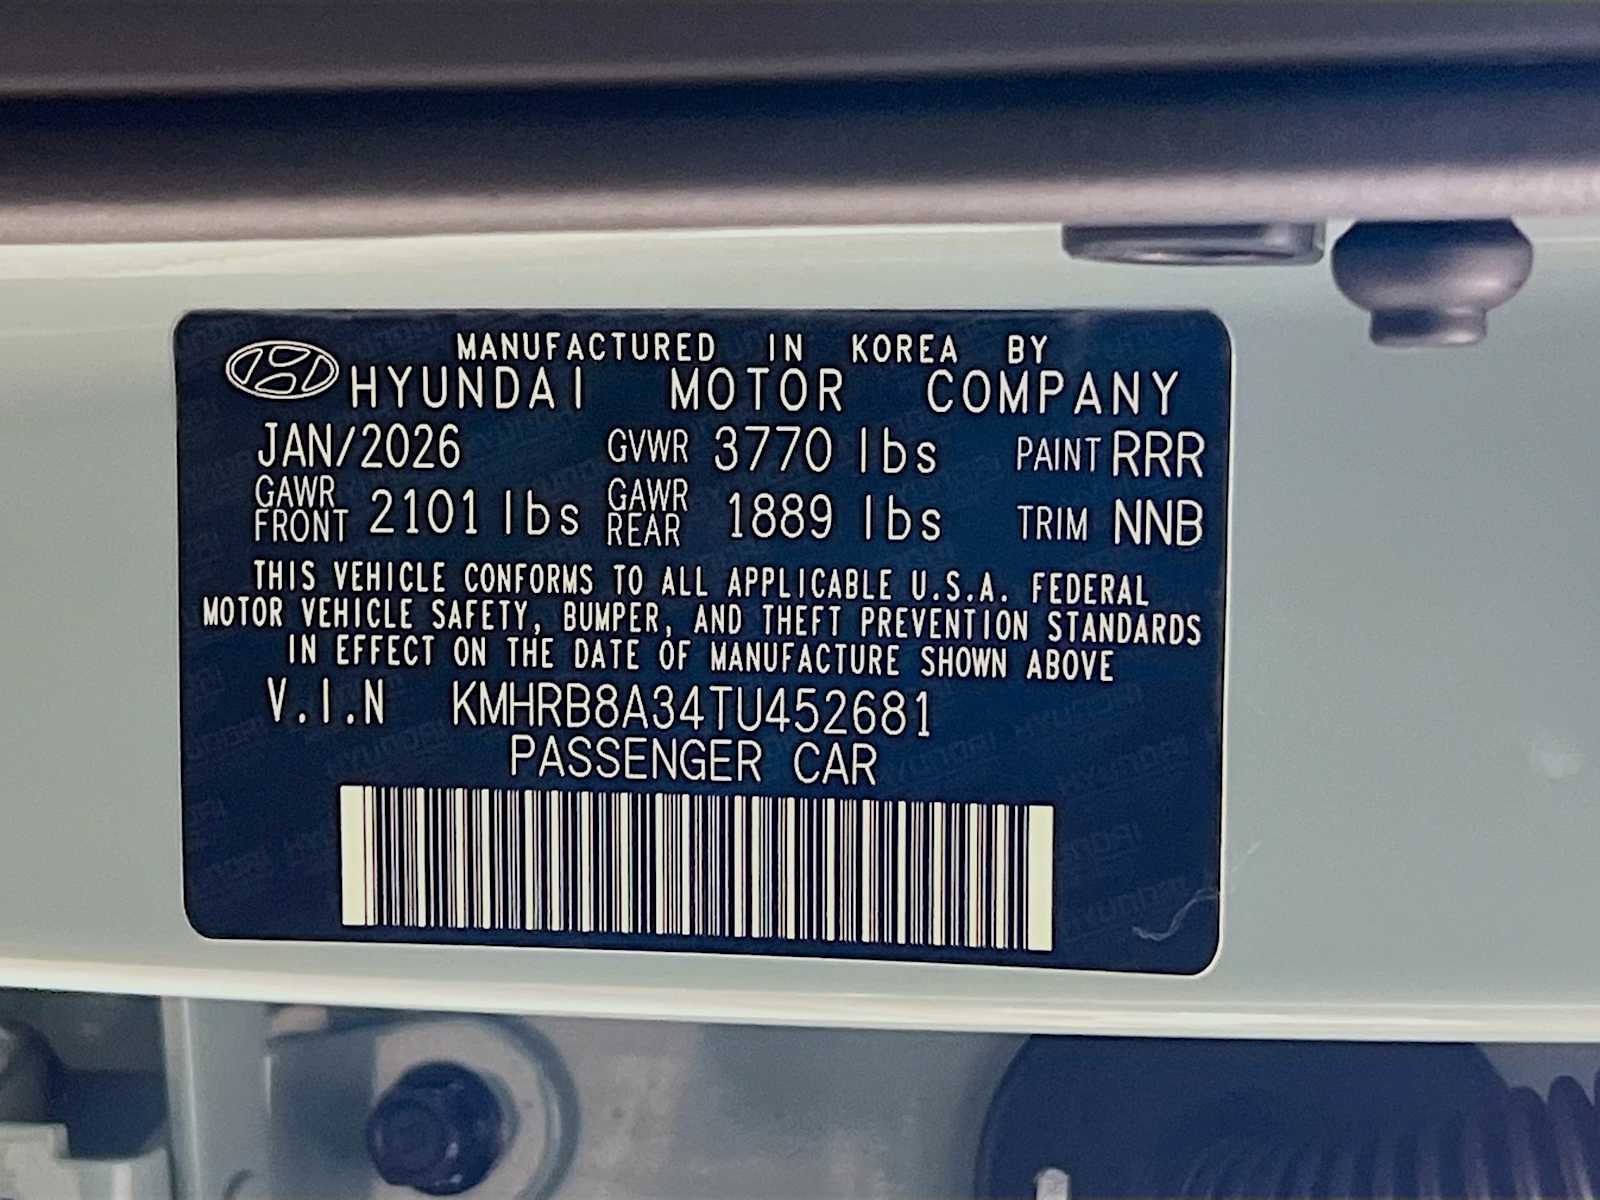 MANUFACTURED IN KOREA BY
HYUNDAI MOTOR COMPANY
JAN/2026 GVWR 3770 lbs PAINT RRR
GAWR FRONT 2101 lbs GAWR REAR 1889 lbs TRIM NNB
THIS VEHICLE CONFORMS TO ALL APPLICABLE U.S.A. FEDERAL
MOTOR VEHICLE SAFETY, BUMPER, AND THEFT PREVENTION STANDARDS
IN EFFECT ON THE DATE OF MANUFACTURE SHOWN ABOVE
V.I.N KMHRB8A34TU452681
PASSENGER CAR